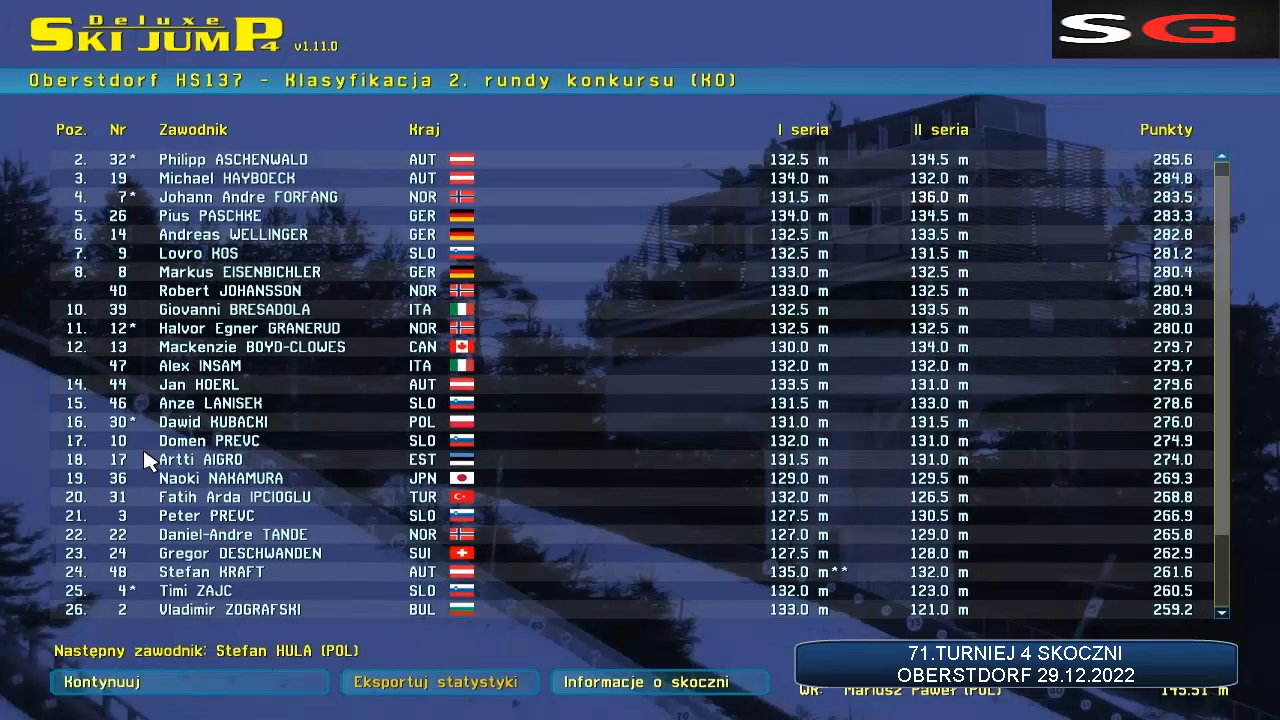 Deluxe
SKI JUMP 4 v1.11.0
SG
Oberstdorf HS137 - Klasyfikacja 2. rundy konkursu (KO)
Poz. Nr Zawodnik Kraj I seria II seria Punkty
2. 32* Philipp ASCHENWALD AUT 132.5 m 134.5 m 285.6
3. 19 Michael HAYBOECK AUT 134.0 m 132.0 m 284.8
4. 7* Johann Andre FORFANG NOR 131.5 m 136.0 m 283.5
5. 26 Pius PASCHKE GER 134.0 m 134.5 m 283.3
6. 14 Andreas WELLINGER GER 132.5 m 133.5 m 282.8
7. 9 Lovro KOS SLO 132.5 m 131.5 m 281.2
8. 8 Markus EISENBICHLER GER 133.0 m 132.5 m 280.4
40 Robert JOHANSSON NOR 133.0 m 132.5 m 280.4
10. 39 Giovanni BRESADOLA ITA 132.5 m 133.5 m 280.3
11. 12* Halvor Egner GRANERUD NOR 132.5 m 132.5 m 280.0
12. 13 Mackenzie BOYD-CLOWES CAN 130.0 m 134.0 m 279.7
47 Alex INSAM ITA 132.0 m 132.0 m 279.7
14. 44 Jan HOERL AUT 133.5 m 131.0 m 279.6
15. 46 Anze LANISEK SLO 131.5 m 133.0 m 278.6
16. 30* Dawid KUBACKI POL 131.0 m 131.5 m 276.0
17. 10 Domen PREVC SLO 132.0 m 131.0 m 274.9
18. 17 Artti AIGRO EST 131.5 m 131.0 m 274.0
19. 36 Naoki NAKAMURA JPN 129.0 m 129.5 m 269.3
20. 31 Fatih Arda IPCIOGLU TUR 132.0 m 126.5 m 268.8
21. 3 Peter PREVC SLO 127.5 m 130.5 m 266.9
22. 22 Daniel-Andre TANDE NOR 127.0 m 129.0 m 265.8
23. 24 Gregor DESCHWANDEN SUI 127.5 m 128.0 m 262.9
24. 48 Stefan KRAFT AUT 135.0 m** 132.0 m 261.6
25. 4* Timi ZAJC SLO 132.0 m 123.0 m 260.5
26. 2 Vladimir ZOGRAFSKI BUL 133.0 m 121.0 m 259.2
Następny zawodnik: Stefan HULA (POL)
Kontynuuj Eksportuj statystyki Informacje o skoczni
71.TURNIEJ 4 SKOCZNI
OBERSTDORF 29.12.2022
WR: Mariusz Paweł (POL) 145.51 m